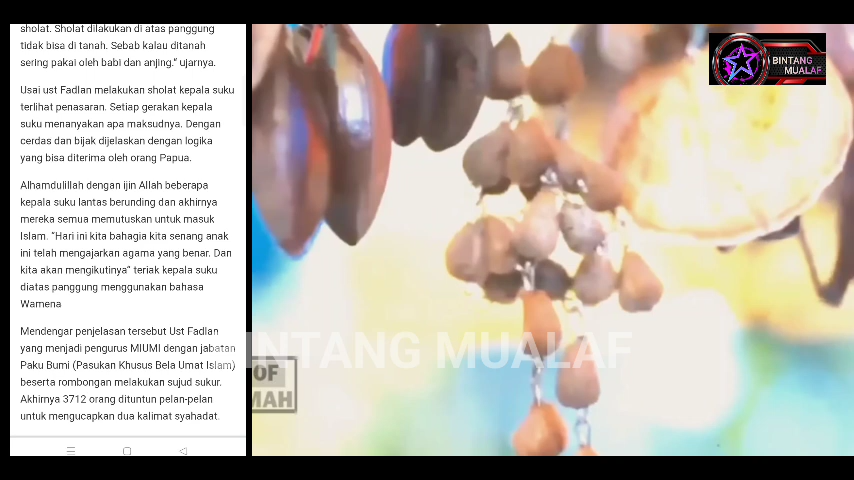 sholat. Sholat dilakukan di atas panggung
tidak bisa di tanah. Sebab kalau ditanah
sering pakai oleh babi dan anjing.” ujarnya.
Usai ust Fadlan melakukan sholat kepala suku
terlihat penasaran. Setiap gerakan kepala
suku menanyakan apa maksudnya. Dengan
cerdas dan bijak dijelaskan dengan logika
yang bisa diterima oleh orang Papua.
Alhamdulillah dengan ijin Allah beberapa
kepala suku lantas berunding dan akhirnya
mereka semua memutuskan untuk masuk
Islam. “Hari ini kita bahagia kita senang anak
ini telah mengajarkan agama yang benar. Dan
kita akan mengikutinya” teriak kepala suku
diatas panggung menggunakan bahasa
Wamena
Mendengar penjelasan tersebut Ust Fadlan
yang menjadi pengurus MIUMI dengan jabatan
Paku Bumi (Pasukan Khusus Bela Umat Islam)
beserta rombongan melakukan sujud sukur.
Akhirnya 3712 orang dituntun pelan-pelan
untuk mengucapkan dua kalimat syahadat.
BINTANG
MUALAF
BINTANG MUALAF
OF
MAH